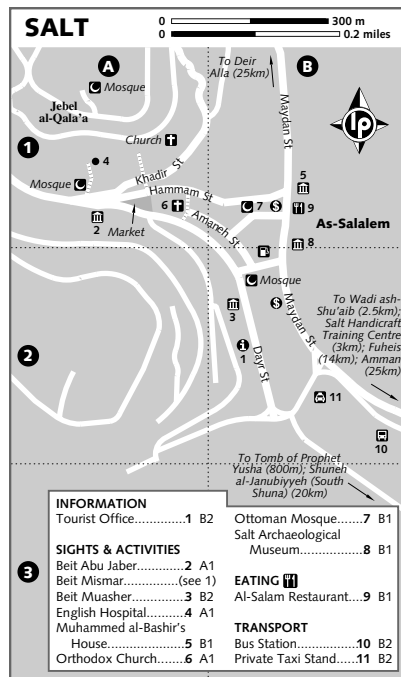 SALT
0 300 m
0 0.2 miles
A
B
To Deir
Alla (25km)
Mosque
Jebel
al-Qala'a
Maydan St
lp
Church
1
4
Khadir St
5
Mosque
Hammam St
7
9
6
As-Salalem
2
Market
Amaneh St
8
Mosque
3
Maydan St
To Wadi ash-
Shu'aib (2.5km);
Salt Handicraft
Training Centre
(3km); Fuheis
(14km); Amman
(25km)
2
1
Dayr St
11
10
To Tomb of Prophet
Yusha (800m); Shuneh
al-Janubiyyeh (South
Shuna) (20km)
3
INFORMATION
Tourist Office..............1 B2
SIGHTS & ACTIVITIES
Beit Abu Jaber............2 A1
Beit Mismar...........(see 1)
Beit Muasher..............3 B2
English Hospital..........4 A1
Muhammed al-Bashir's
House.....................5 B1
Orthodox Church.......6 A1
Ottoman Mosque......7 B1
Salt Archaeological
Museum................8 B1
EATING
Al-Salam Restaurant...9 B1
TRANSPORT
Bus Station...............10 B2
Private Taxi Stand....11 B2